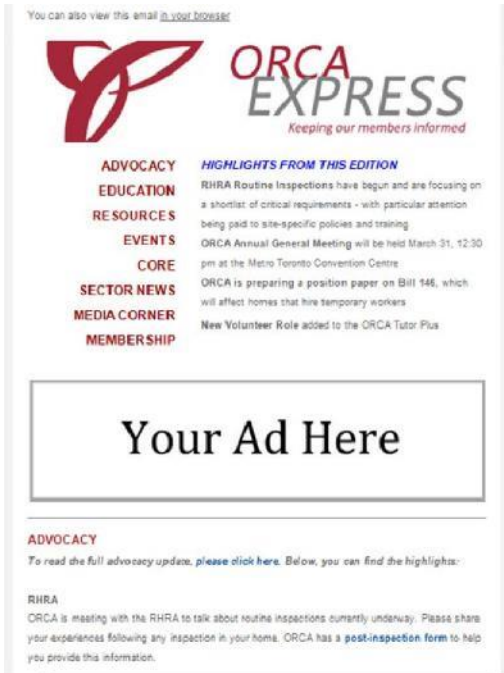 You can also view this email in your browser
ORCA
EXPRESS
Keeping our members informed
ADVOCACY
EDUCATION
RESOURCES
EVENTS
CORE
SECTOR NEWS
MEDIA CORNER
MEMBERSHIP
HIGHLIGHTS FROM THIS EDITION
RHRA Routine Inspections have begun and are focusing on
a shortlist of critical requirements - with particular attention
being paid to site-specific policies and training
ORCA Annual General Meeting will be held March 31, 12:30
pm at the Metro Toronto Convention Centre
ORCA is preparing a position paper on Bill 146, which
will affect homes that hire temporary workers
New Volunteer Role added to the ORCA Tutor Plus
Your Ad Here
ADVOCACY
To read the full advocacy update, please click here. Below, you can find the highlights:
RHRA
ORCA is meeting with the RHRA to talk about routine inspections currently underway. Please share
your experiences following any inspection in your home. ORCA has a post-inspection form to help
you provide this information.